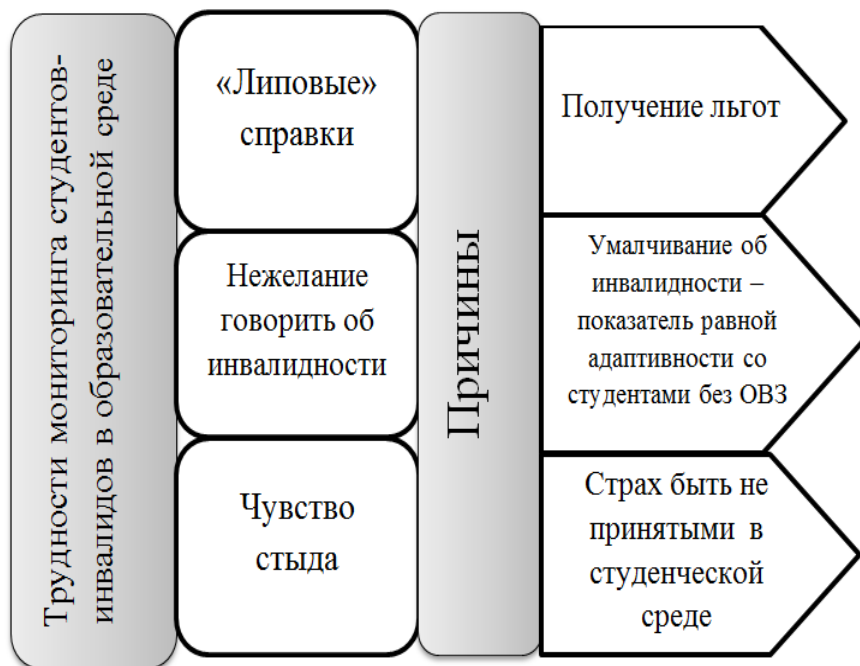 Трудности мониторинга студентов-
инвалидов в образовательной среде
«Липовые»
справки
Нежелание
говорить об
инвалидности
Чувство
стыда
Причины
Получение льгот
Умалчивание об
инвалидности –
показатель равной
адаптивности со
студентами без ОВЗ
Страх быть не
принятыми в
студенческой
среде